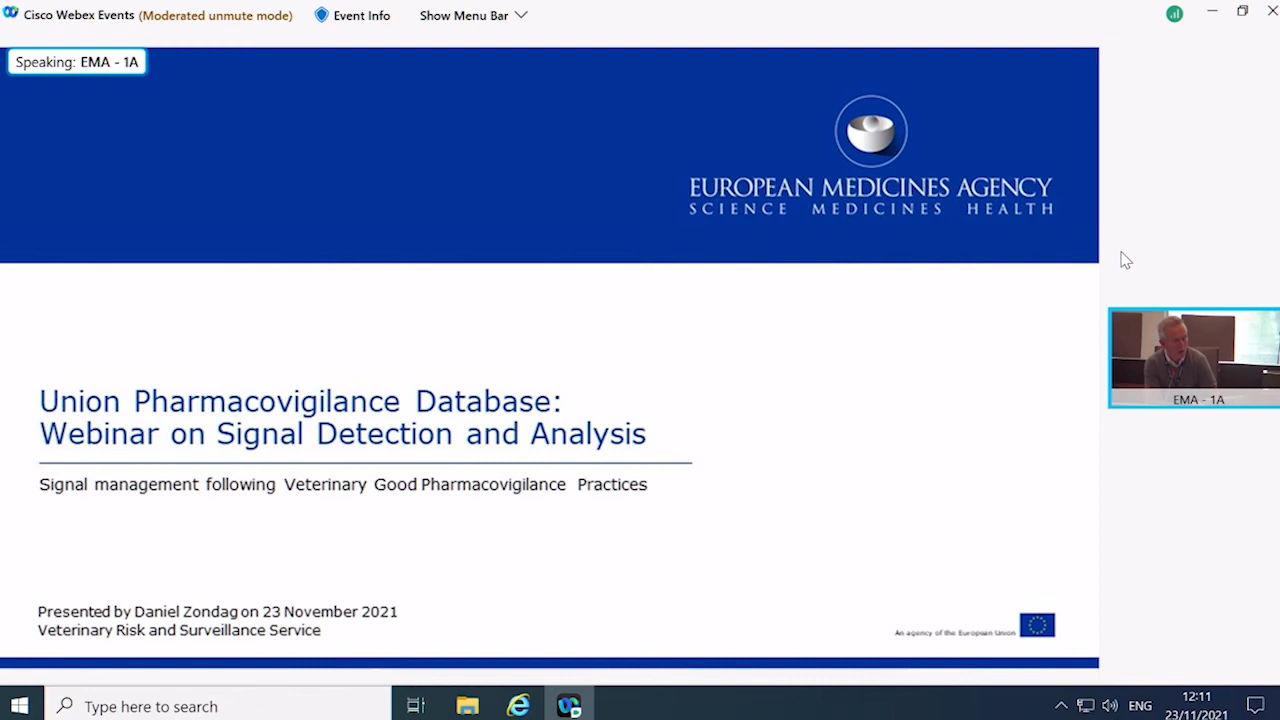 Cisco Webex Events (Moderated unmute mode) Event Info Show Menu Bar
Speaking: EMA - 1A
EUROPEAN MEDICINES AGENCY
SCIENCE MEDICINES HEALTH
EMA - 1A
Union Pharmacovigilance Database:
Webinar on Signal Detection and Analysis
Signal management following Veterinary Good Pharmacovigilance Practices
Presented by Daniel Zondag on 23 November 2021
Veterinary Risk and Surveillance Service
An agency of the European Union
Type here to search
ENG
12:11
23/11/2021